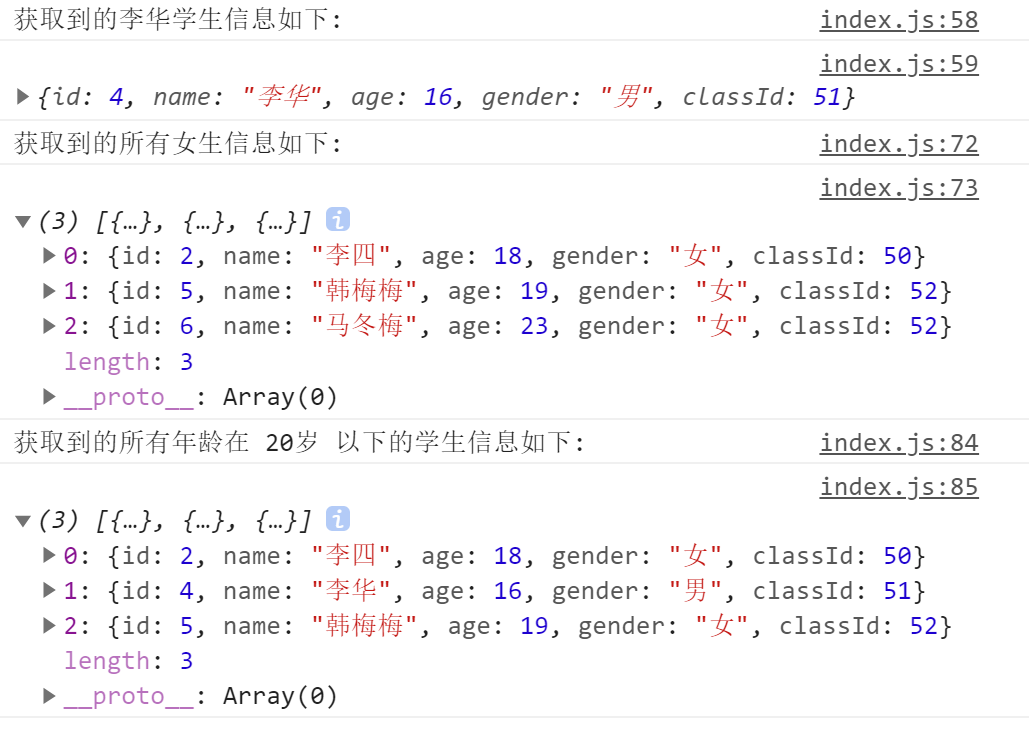 获取到的李华学生信息如下: index.js:58
index.js:59
▶{id: 4, name: "李华", age: 16, gender: "男", classId: 51}
获取到的所有女生信息如下: index.js:72
index.js:73
▼(3) [{…}, {…}, {…}] i
▶0: {id: 2, name: "李四", age: 18, gender: "女", classId: 50}
▶1: {id: 5, name: "韩梅梅", age: 19, gender: "女", classId: 52}
▶2: {id: 6, name: "马冬梅", age: 23, gender: "女", classId: 52}
length: 3
▶__proto__: Array(0)
获取到的所有年龄在 20岁 以下的学生信息如下: index.js:84
index.js:85
▼(3) [{…}, {…}, {…}] i
▶0: {id: 2, name: "李四", age: 18, gender: "女", classId: 50}
▶1: {id: 4, name: "李华", age: 16, gender: "男", classId: 51}
▶2: {id: 5, name: "韩梅梅", age: 19, gender: "女", classId: 52}
length: 3
▶__proto__: Array(0)